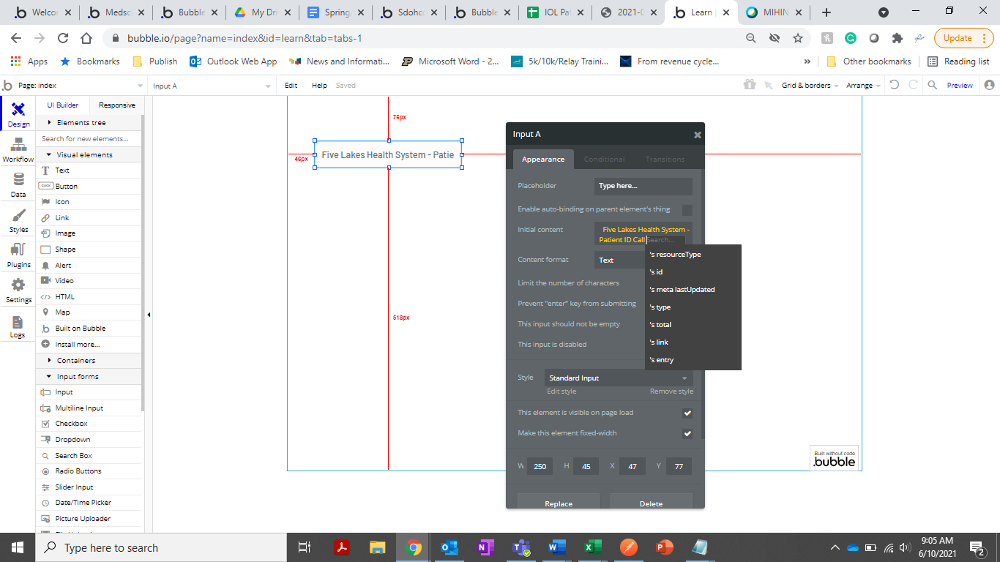 Welcon
Medsc
Bubble
My Dri
Spring
Sdohco
Bubble
IOL Pat
2021-0
Learn |
MIHIN
bubble.io/page?name=index&id=learn&tab=tabs-1
Update
Apps
Bookmarks
Publish
Outlook Web App
News and Informati...
Microsoft Word - 2...
5k/10k/Relay Traini...
From revenue cycle...
»
Other bookmarks
Reading list
.b
Page: index
Input A
Edit
Help
Saved
Grid & borders
Arrange
Preview
Design
Workflow
Data
Styles
Plugins
Settings
Logs
UI Builder
Responsive
Elements tree
Search for new elements...
Visual elements
Text
CLICK
Button
Icon
Link
Image
Shape
Alert
Video
HTML
Map
Built on Bubble
Install more...
Containers
Input forms
Input
Multiline Input
Checkbox
Dropdown
Search Box
Radio Buttons
Slider Input
Date/Time Picker
Picture Uploader
76px
46px
Five Lakes Health System - Patie
518px
Built without code
.bubble
Input A
Appearance
Conditional
Transitions
Placeholder
Type here...
Enable auto-binding on parent element's thing
Initial content
Five Lakes Health System -
Patient ID Call Search...
's resourceType
's id
's meta lastUpdated
's type
's total
's link
's entry
Content format
Text
Limit the number of characters
Prevent "enter" key from submitting
This input should not be empty
This input is disabled
Style
Standard Input
Edit style
Remove style
This element is visible on page load
Make this element fixed-width
W 250 H 45 X 47 Y 77
Replace
Delete
Type here to search
9:05 AM
6/10/2021
2